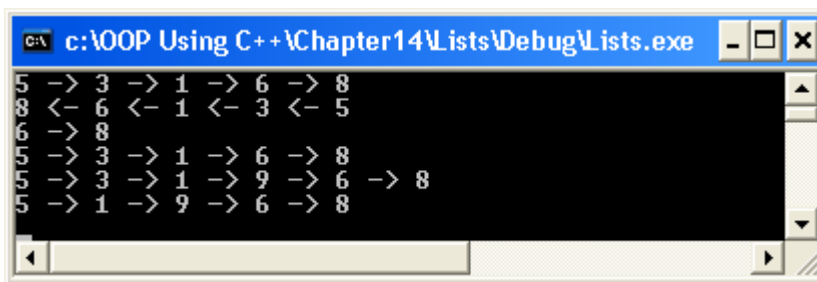 c:\OOP Using C++\Chapter14\Lists\Debug\Lists.exe
5 -> 3 -> 1 -> 6 -> 8
8 <- 6 <- 1 <- 3 <- 5
6 -> 8
5 -> 3 -> 1 -> 6 -> 8
5 -> 3 -> 1 -> 9 -> 6 -> 8
5 -> 1 -> 9 -> 6 -> 8